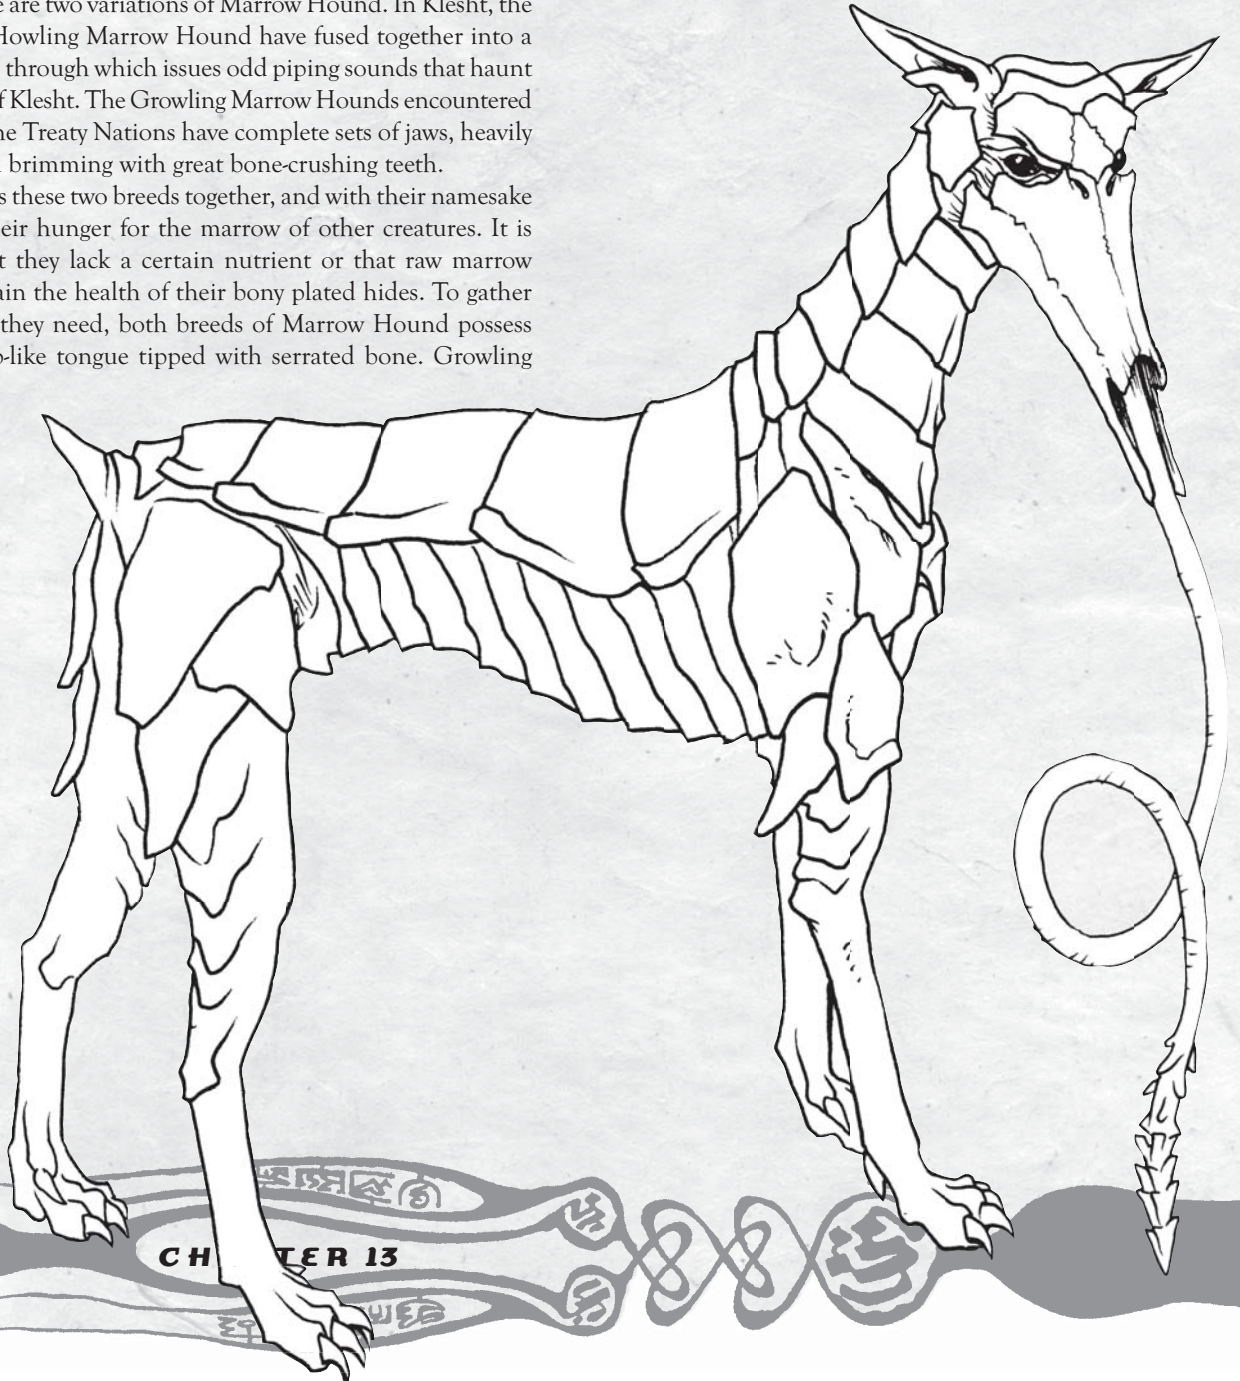 e are two variations of Marrow Hound. In Klesht, the
Howling Marrow Hound have fused together into a
through which issues odd piping sounds that haunt
f Klesht. The Growling Marrow Hounds encountered
he Treaty Nations have complete sets of jaws, heavily
brimming with great bone-crushing teeth.
s these two breeds together, and with their namesake
eir hunger for the marrow of other creatures. It is
t they lack a certain nutrient or that raw marrow
ain the health of their bony plated hides. To gather
they need, both breeds of Marrow Hound possess
-like tongue tipped with serrated bone. Growling
CH TER 13